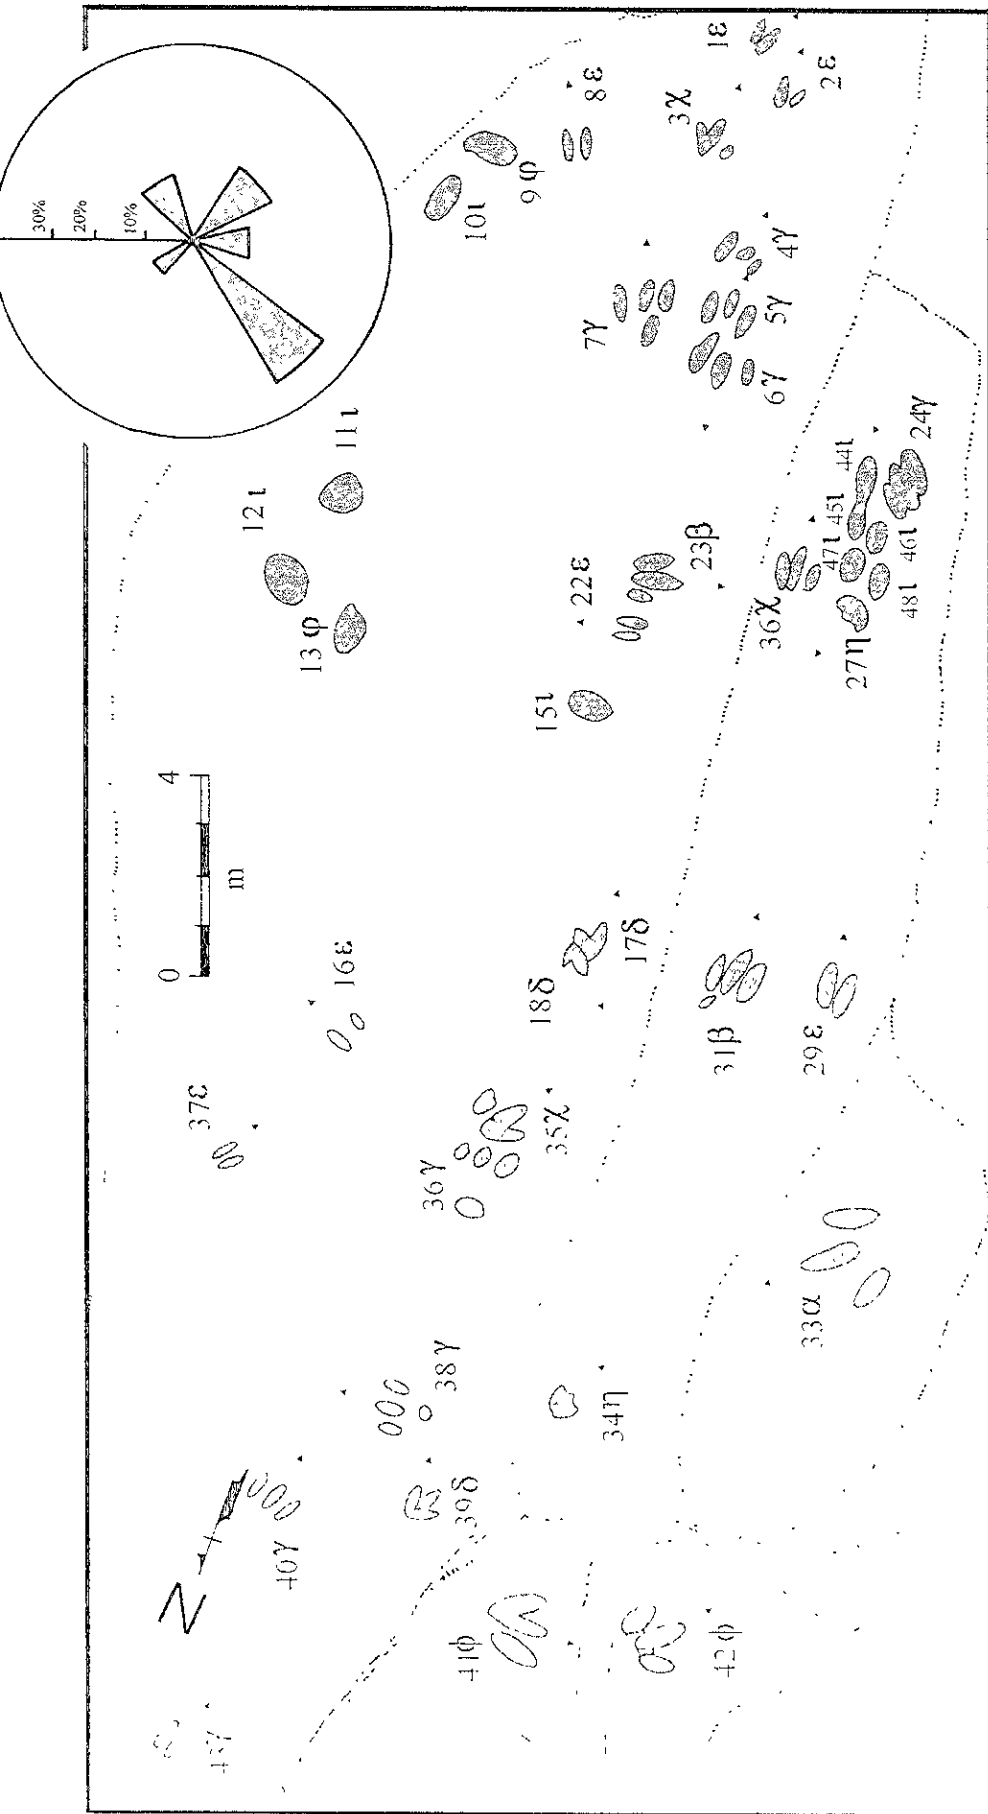 30%
20%
10%
1ε
2ε
3χ
8ε
9φ
10ι
4γ
5γ
6γ
7γ
11ι
12ι
13φ
22ε
23β
15ι
36χ
44ι
45ι
47ι
46ι
48ι
24γ
27η
0
4
m
16ε
18δ
17δ
37ε
31β
29ε
36γ
35χ
33α
38γ
34η
39δ
40γ
N
41φ
42φ